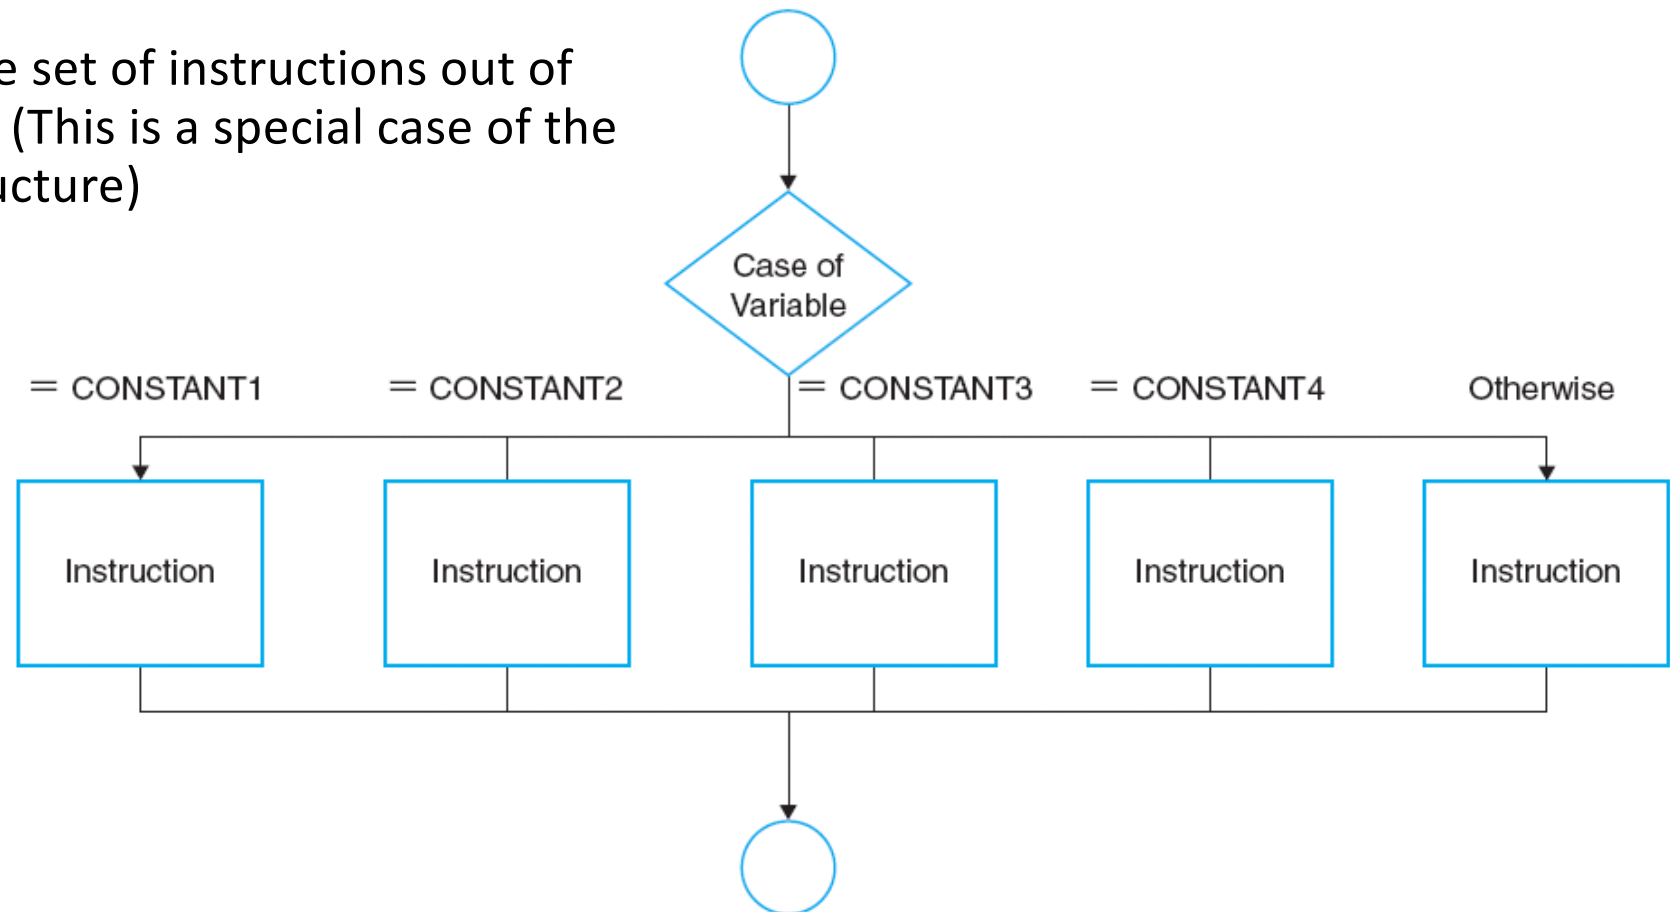 e set of instructions out of
(This is a special case of the
ucture)
Case of
Variable
= CONSTANT1 = CONSTANT2 = CONSTANT3 = CONSTANT4 Otherwise
Instruction Instruction Instruction Instruction Instruction